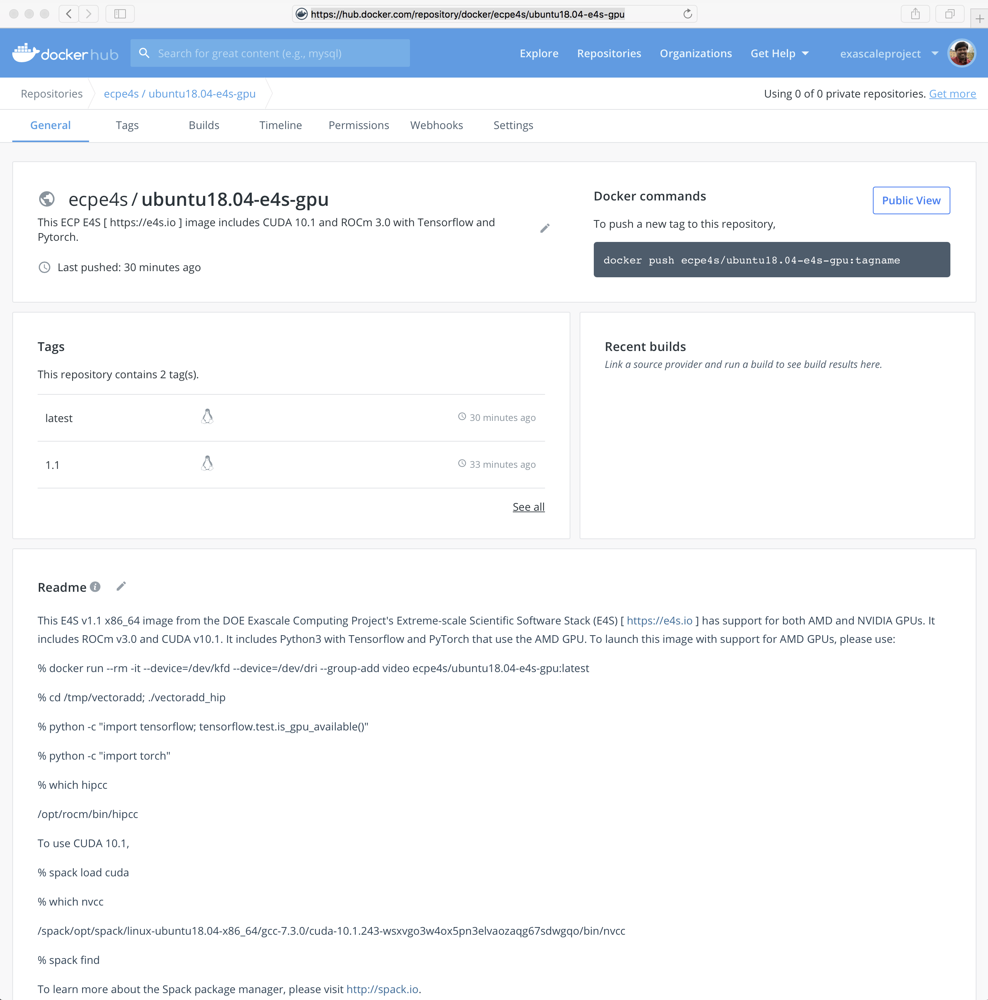 https://hub.docker.com/repository/docker/ecpe4s/ubuntu18.04-e4s-gpu
docker hub
Search for great content (e.g., mysql)
Explore
Repositories
Organizations
Get Help
exascaleproject
Repositories
ecpe4s / ubuntu18.04-e4s-gpu
Using 0 of 0 private repositories. Get more
General
Tags
Builds
Timeline
Permissions
Webhooks
Settings
ecpe4s / ubuntu18.04-e4s-gpu
This ECP E4S [ https://e4s.io ] image includes CUDA 10.1 and ROCm 3.0 with Tensorflow and
Pytorch.
Last pushed: 30 minutes ago
Docker commands
Public View
To push a new tag to this repository,
docker push ecpe4s/ubuntu18.04-e4s-gpu:tagname
Tags
This repository contains 2 tag(s).
latest
30 minutes ago
1.1
33 minutes ago
See all
Recent builds
Link a source provider and run a build to see build results here.
Readme
This E4S v1.1 x86_64 image from the DOE Exascale Computing Project's Extreme-scale Scientific Software Stack (E4S) [ https://e4s.io ] has support for both AMD and NVIDIA GPUs. It
includes ROCm v3.0 and CUDA v10.1. It includes Python3 with Tensorflow and PyTorch that use the AMD GPU. To launch this image with support for AMD GPUs, please use:
% docker run --rm -it --device=/dev/kfd --device=/dev/dri --group-add video ecpe4s/ubuntu18.04-e4s-gpu:latest
% cd /tmp/vectoradd; ./vectoradd_hip
% python -c "import tensorflow; tensorflow.test.is_gpu_available()"
% python -c "import torch"
% which hipcc
/opt/rocm/bin/hipcc
To use CUDA 10.1,
% spack load cuda
% which nvcc
/spack/opt/spack/linux-ubuntu18.04-x86_64/gcc-7.3.0/cuda-10.1.243-wsxvgo3w4ox5pn3elvaozaqg67sdwgqo/bin/nvcc
% spack find
To learn more about the Spack package manager, please visit http://spack.io.